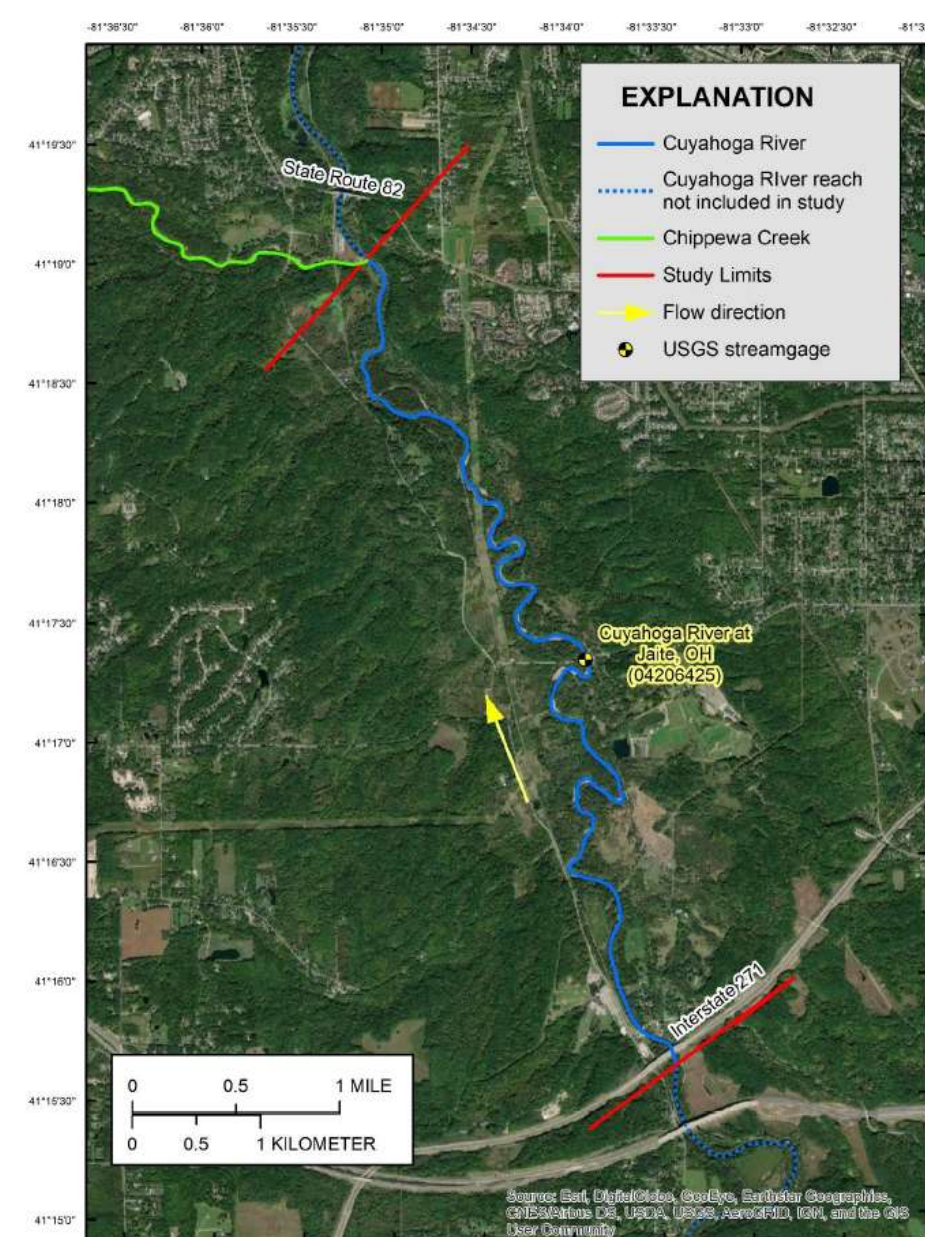 -81°36'30"
-81°36'0"
-81°35'30"
-81°35'0"
-81°34'30"
-81°34'0"
-81°33'30"
-81°33'0"
-81°32'30"
41°19'30"
41°19'0"
41°18'30"
41°18'0"
41°17'30"
41°17'0"
41°16'30"
41°16'0"
41°15'30"
41°15'0"
EXPLANATION
Cuyahoga River
Cuyahoga RIver reach
not included in study
Chippewa Creek
Study Limits
Flow direction
USGS streamgage
State Route 82
Cuyahoga River at
Jaite, OH
(04206425)
Interstate 271
0 0.5 1 MILE
0 0.5 1 KILOMETER
Source: Esri, DigitalGlobe, GeoEye, Earthstar Geographics,
CNES/Airbus DS, USDA, USGS, AeroGRID, IGN, and the GIS
User Community